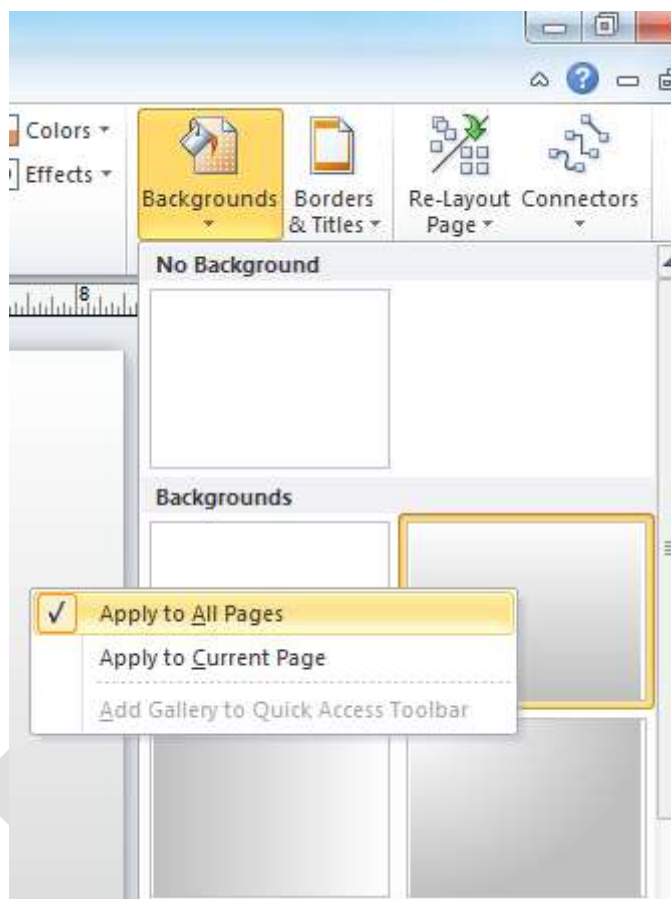 Colors
Effects
Backgrounds
Borders
& Titles
Re-Layout
Page
Connectors
No Background
8
Backgrounds
Apply to All Pages
Apply to Current Page
Add Gallery to Quick Access Toolbar